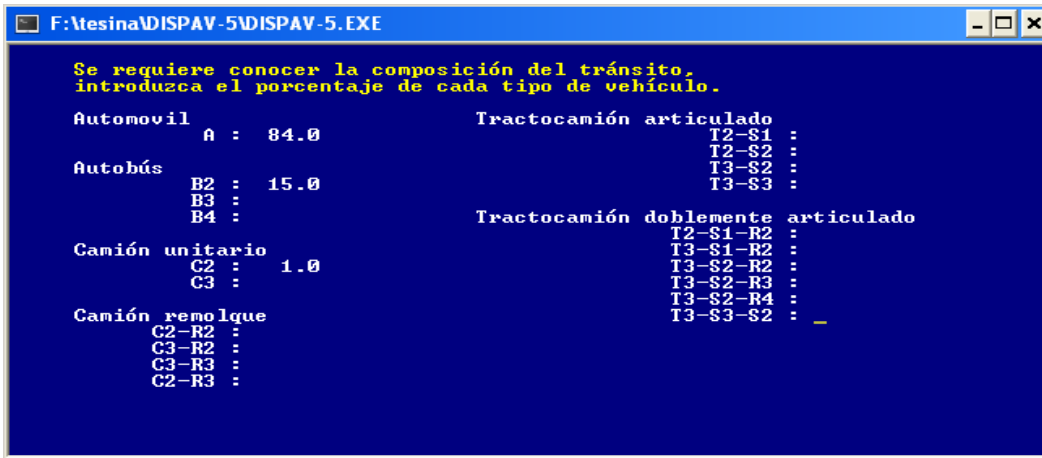 F:\tesina\DISPAV-5\DISPAV-5.EXE
Se requiere conocer la composición del tránsito,
introduzca el porcentaje de cada tipo de vehículo.
Automovil
A : 84.0
Autobús
B2 : 15.0
B3 :
B4 :
Camión unitario
C2 : 1.0
C3 :
Camión remolque
C2-R2 :
C3-R2 :
C3-R3 :
C2-R3 :
Tractocamión articulado
T2-S1 :
T2-S2 :
T3-S2 :
T3-S3 :
Tractocamión doblemente articulado
T2-S1-R2 :
T3-S1-R2 :
T3-S2-R2 :
T3-S2-R3 :
T3-S2-R4 :
T3-S3-S2 : _